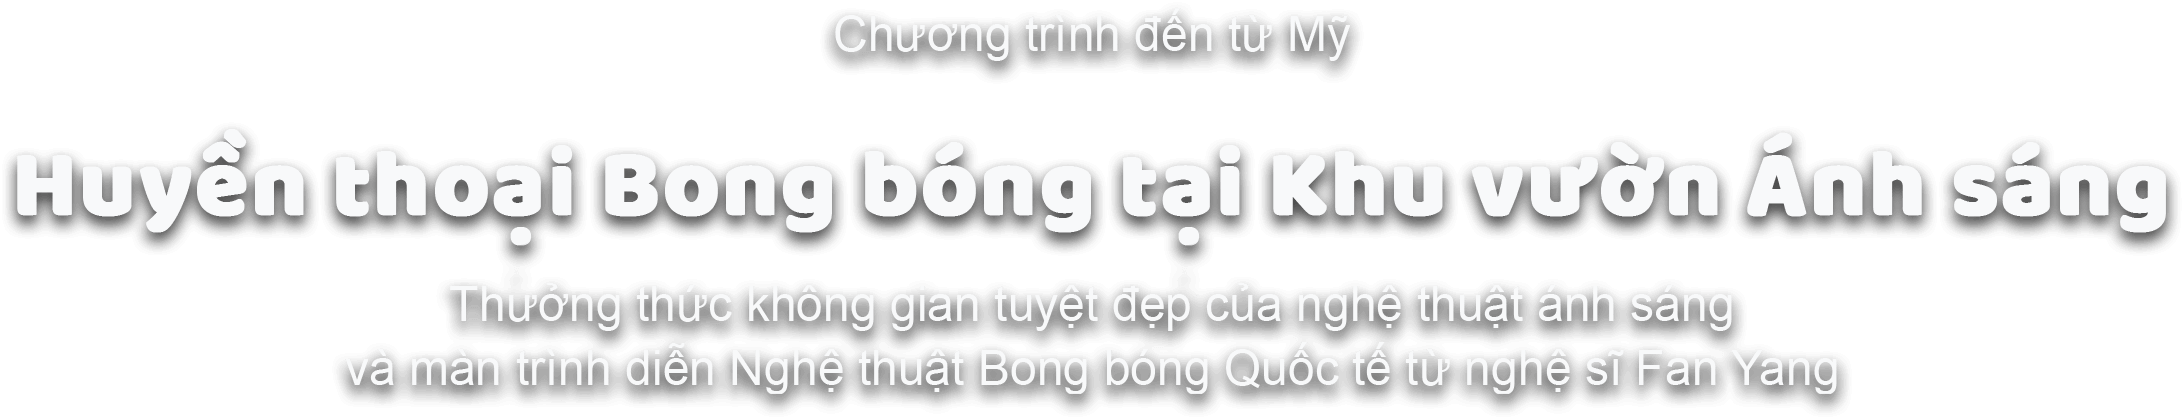 Chương trình đến từ Mỹ
Huyền thoại Bong bóng tại Khu vườn Ánh sáng
Thưởng thức không gian tuyệt đẹp của nghệ thuật ánh sáng
và màn trình diễn Nghệ thuật Bong bóng Quốc tế từ nghệ sĩ Fan Yang